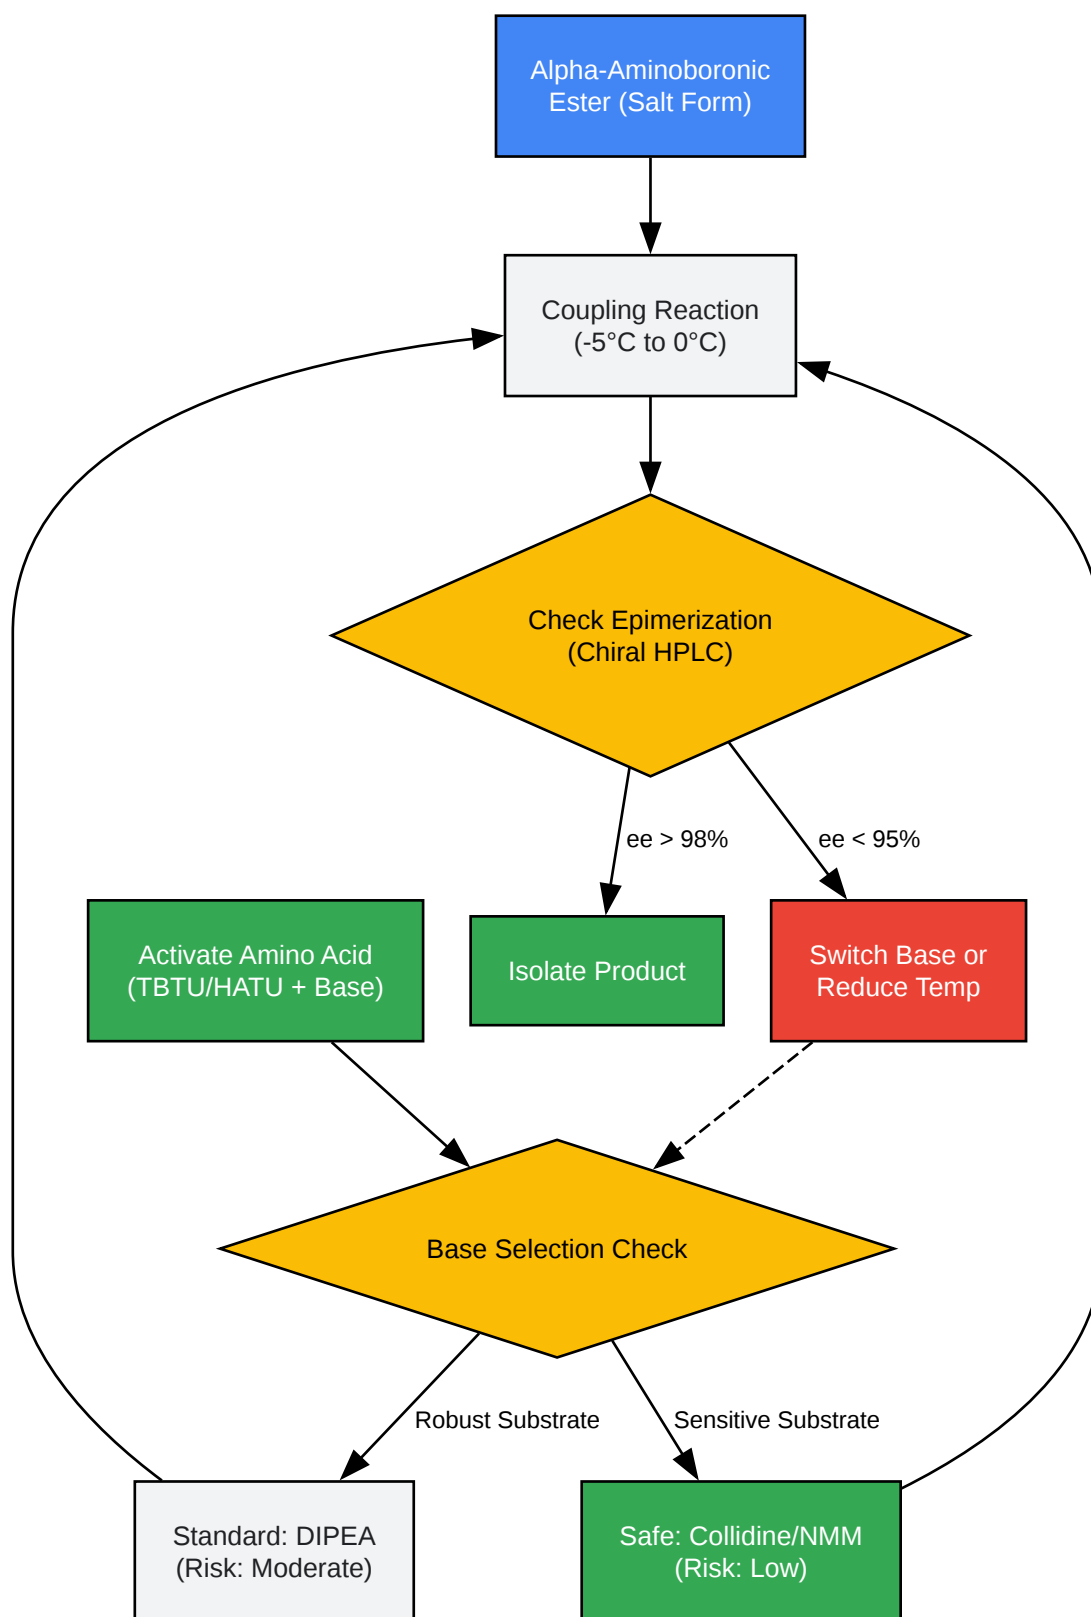 Alpha-Aminoboronic
Ester (Salt Form)
Coupling Reaction
(-5°C to 0°C)
Check Epimerization
(Chiral HPLC)
ee > 98%
ee < 95%
Activate Amino Acid
(TBTU/HATU + Base)
Isolate Product
Switch Base or
Reduce Temp
Base Selection Check
Robust Substrate
Sensitive Substrate
Standard: DIPEA
(Risk: Moderate)
Safe: Collidine/NMM
(Risk: Low)